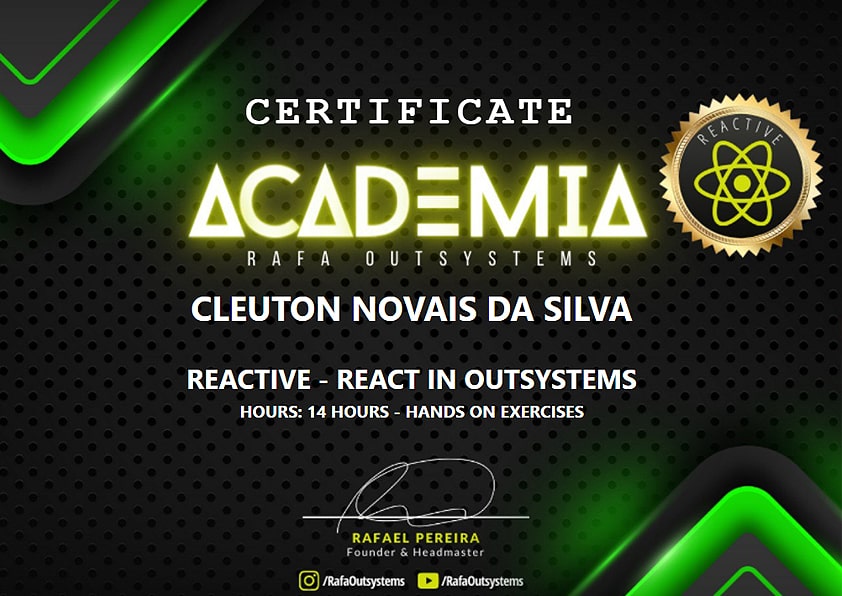 CERTIFICATE
REACTIVE
ACADEMIA
RAFA OUTSYSTEMS
CLEUTON NOVAIS DA SILVA
REACTIVE - REACT IN OUTSYSTEMS
HOURS: 14 HOURS - HANDS ON EXERCISES
RAFAEL PEREIRA
Founder & Headmaster
/RafaOutsystems /RafaOutsystems